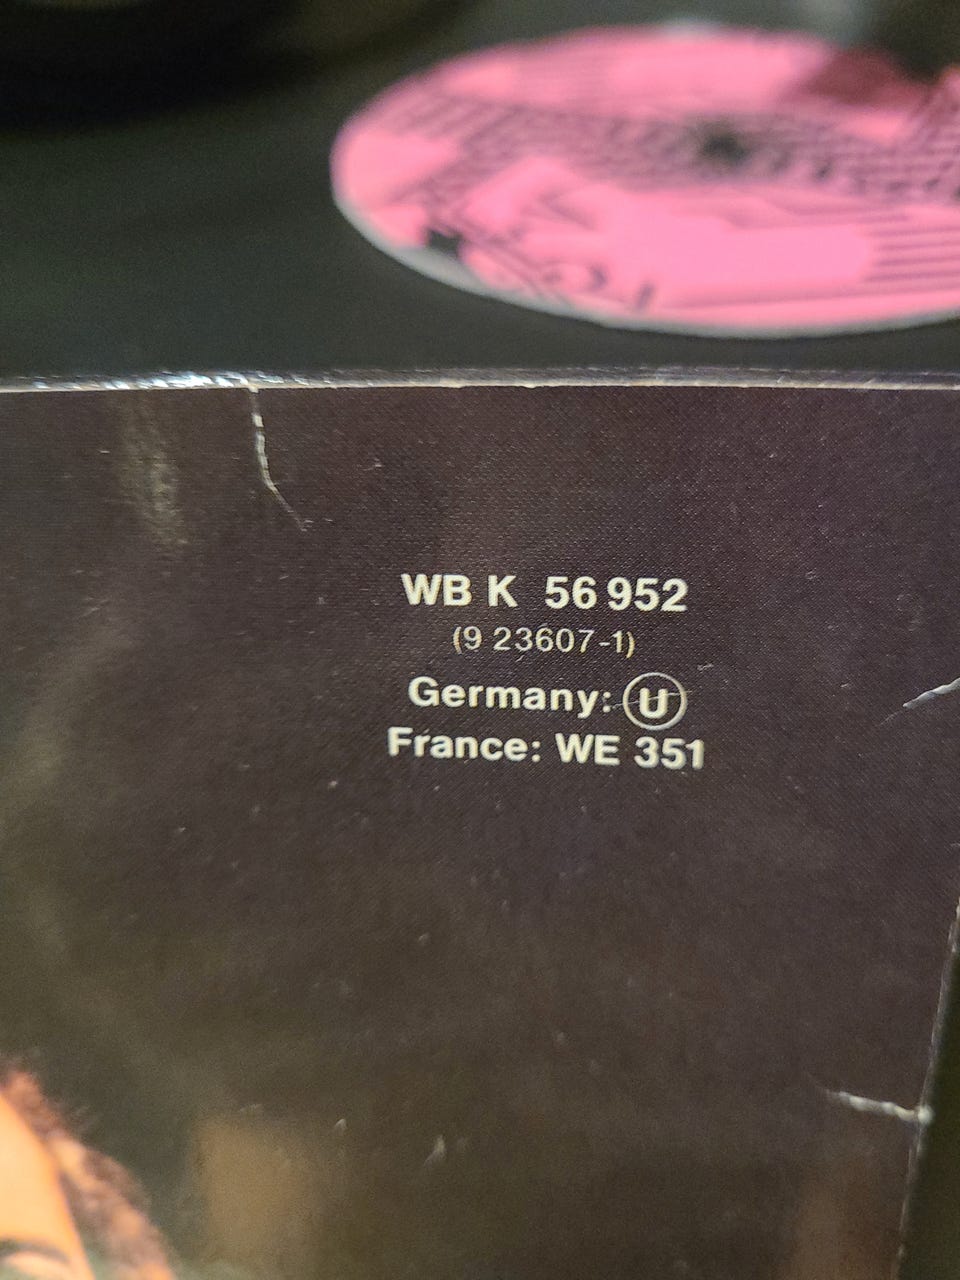 WB K 56 952
(9 23607-1)
Germany: Ⓤ
France: WE 351